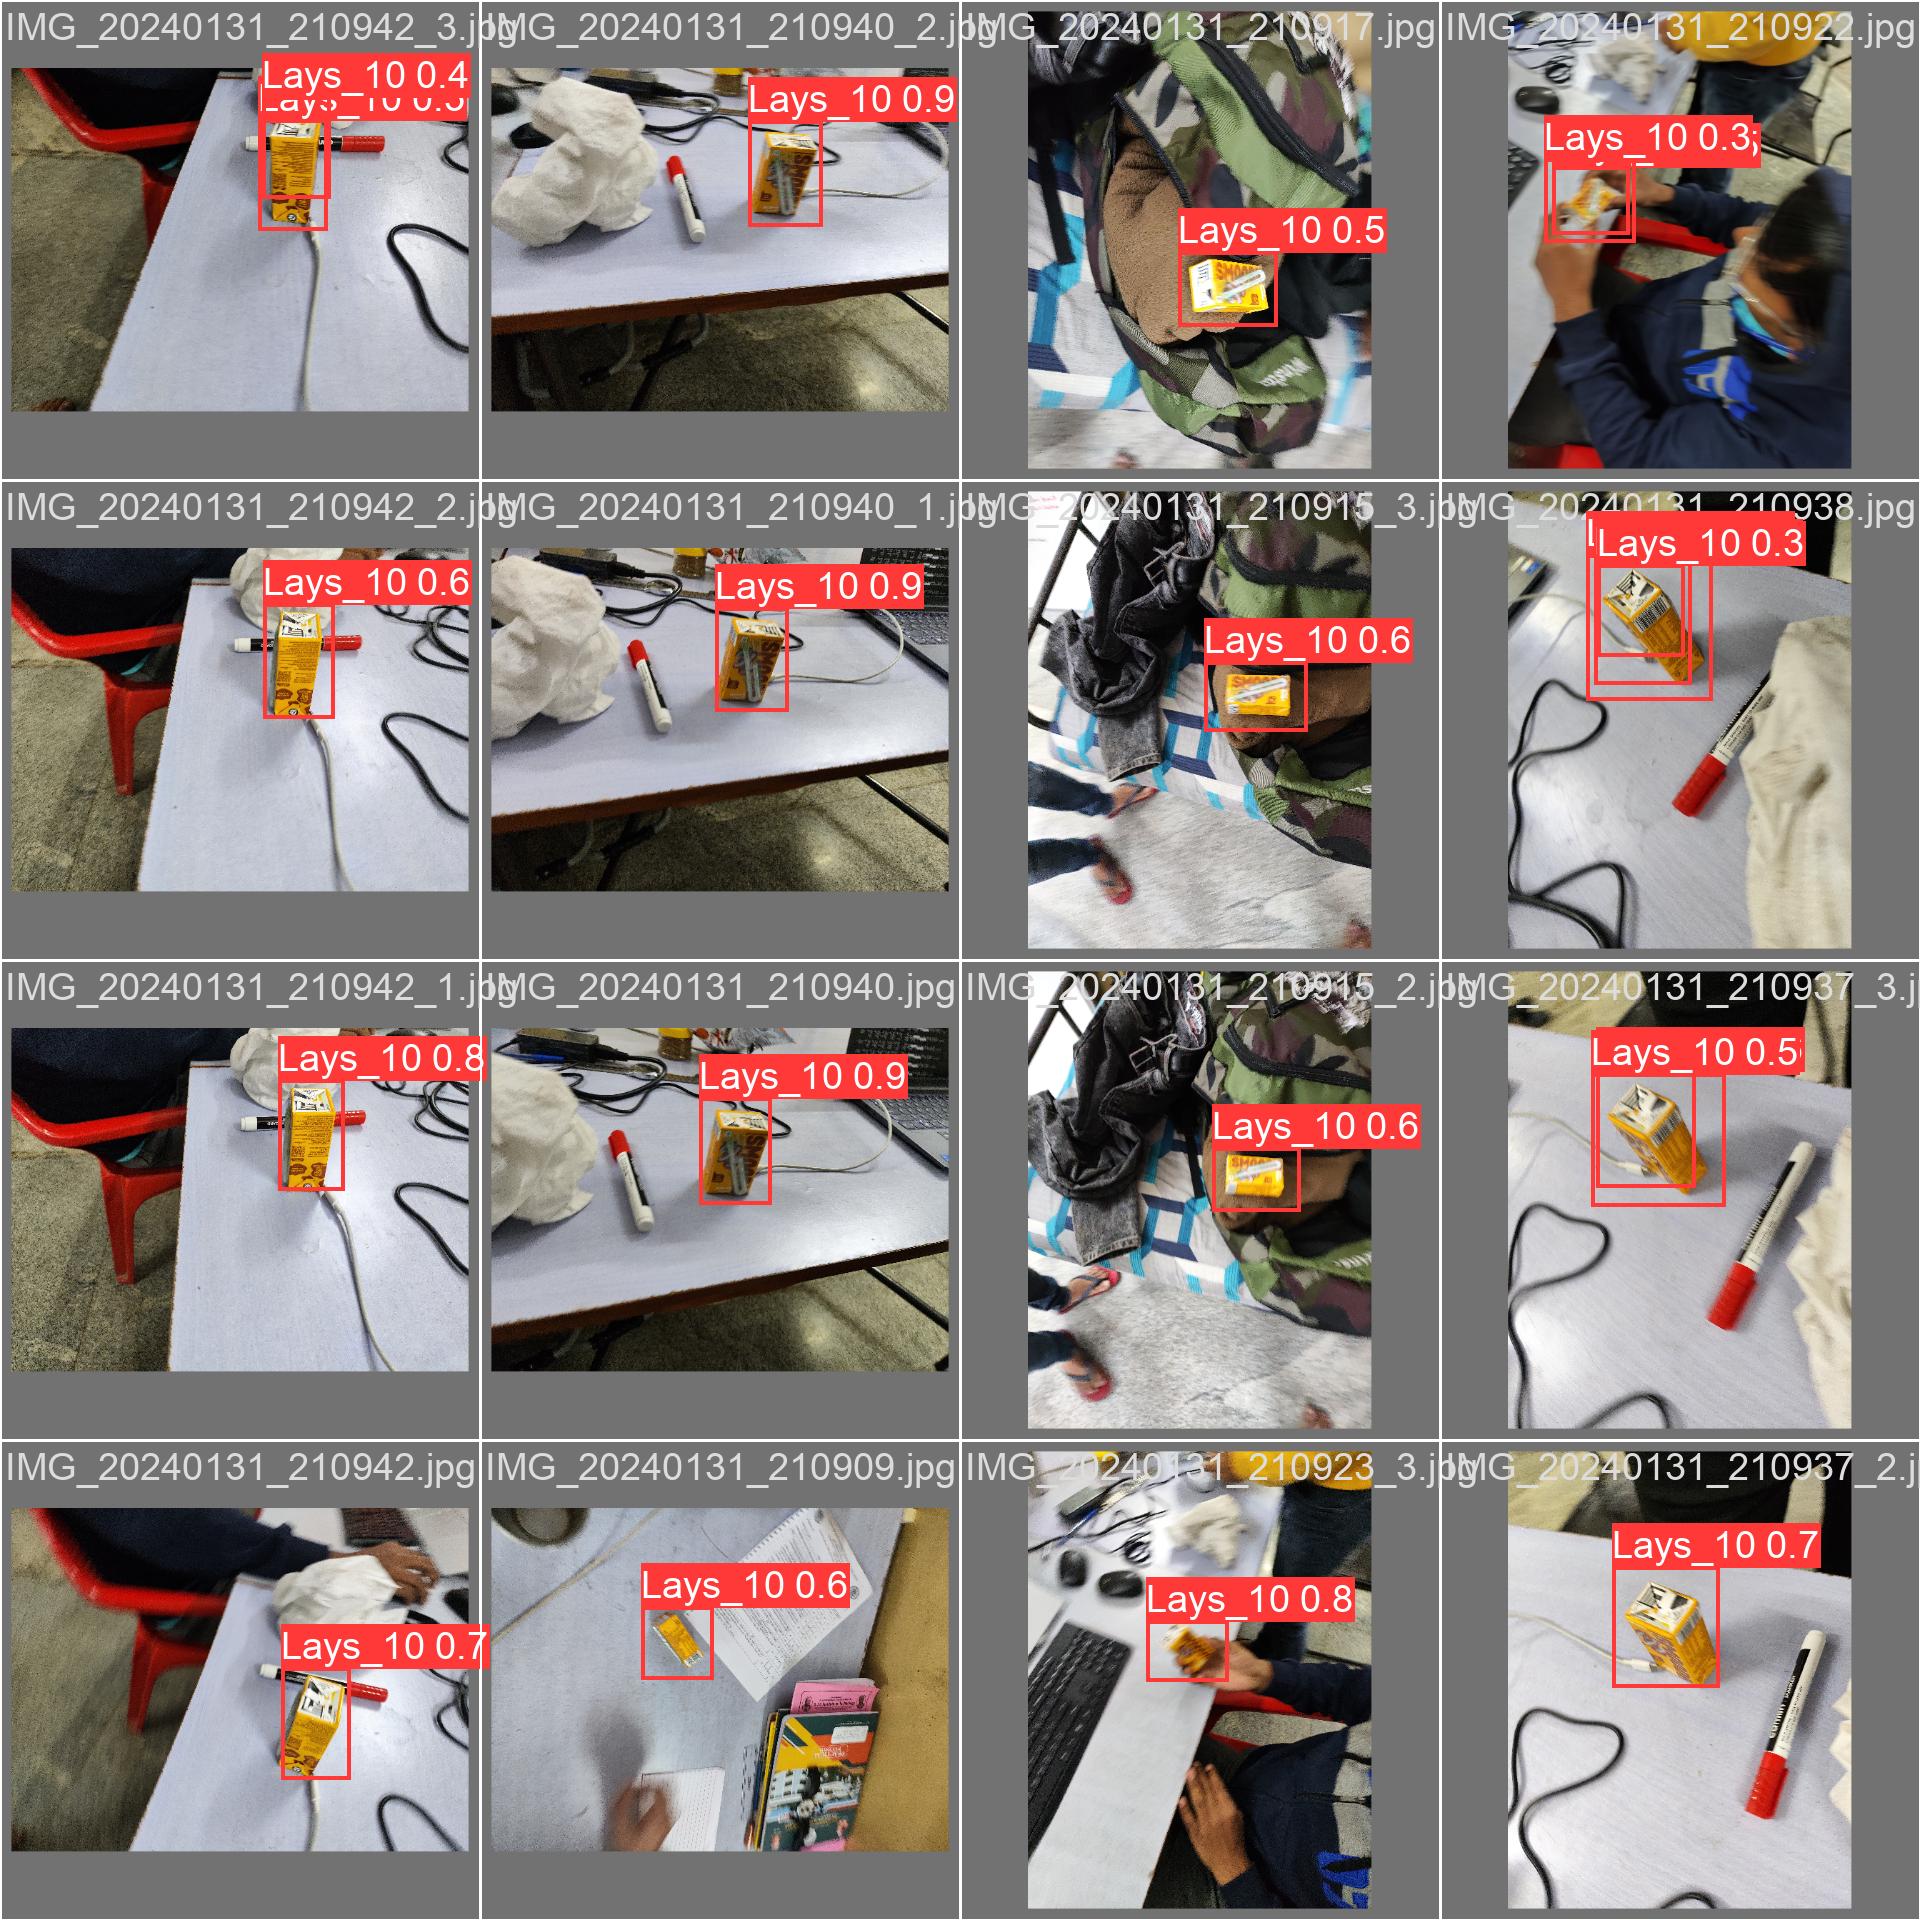 IMG_20240131_210942_3.jpg
IMG_20240131_210940_2.jpg
IMG_20240131_210917.jpg
IMG_20240131_210922.jpg
Lays_10 0.4
Lays_10 0.9
Lays_10 0.5
SMOO
Lays_10 0.3
IMG_20240131_210942_2.jpg
IMG_20240131_210940_1.jpg
IMG_20240131_210915_3.jpg
IMG_20240131_210938.jpg
Lays_10 0.6
Lays_10 0.9
Lays_10 0.6
Lays_10 0.3
IMG_20240131_210942_1.jpg
IMG_20240131_210940.jpg
IMG_20240131_210915_2.jpg
IMG_20240131_210937_3.j
Lays_10 0.8
Lays_10 0.9
Lays_10 0.6
SMOO
Lays_10 0.5
IMG_20240131_210942.jpg
IMG_20240131_210909.jpg
IMG_20240131_210923_3.jpg
IMG_20240131_210937_2.j
Lays_10 0.7
Lays_10 0.6
Lays_10 0.8
Lays_10 0.7